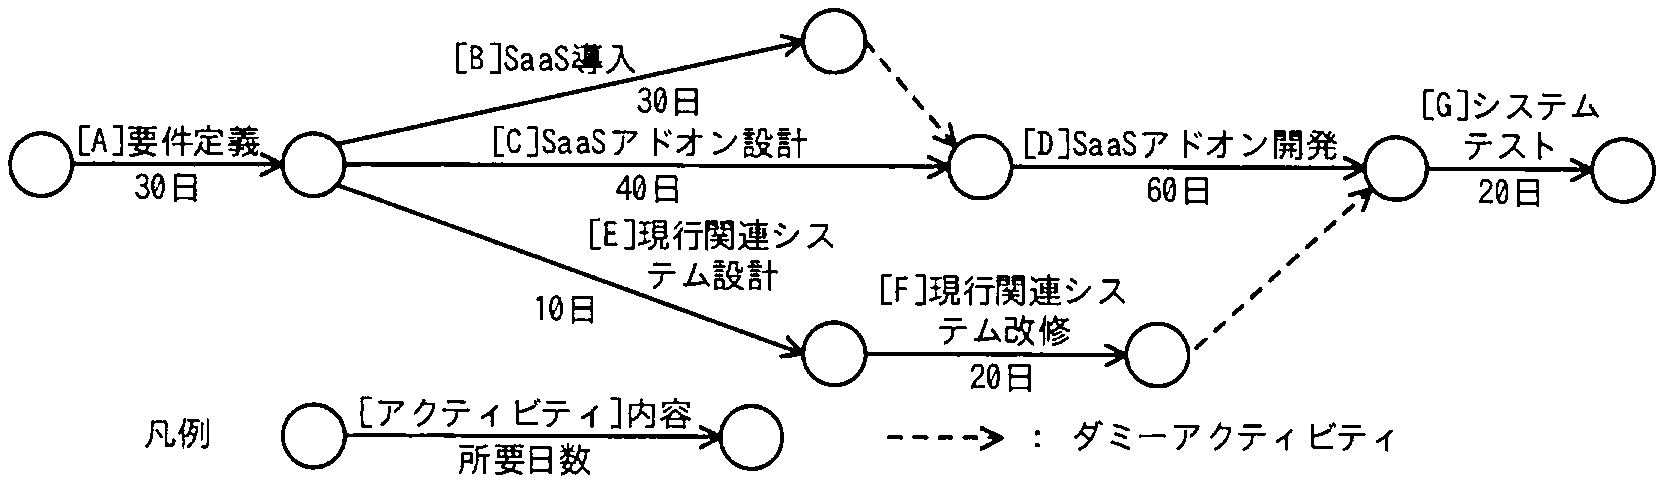 [A]要件定義
30日
[B]SaaS導入
30日
[C]SaaSアドオン設計
40日
[E]現行関連シス
テム設計
10日
[D]SaaSアドオン開発
60日
[F]現行関連シス
テム改修
20日
[G]システム
テスト
20日
凡例
[アクティビティ]内容
所要日数
: ダミーアクティビティ